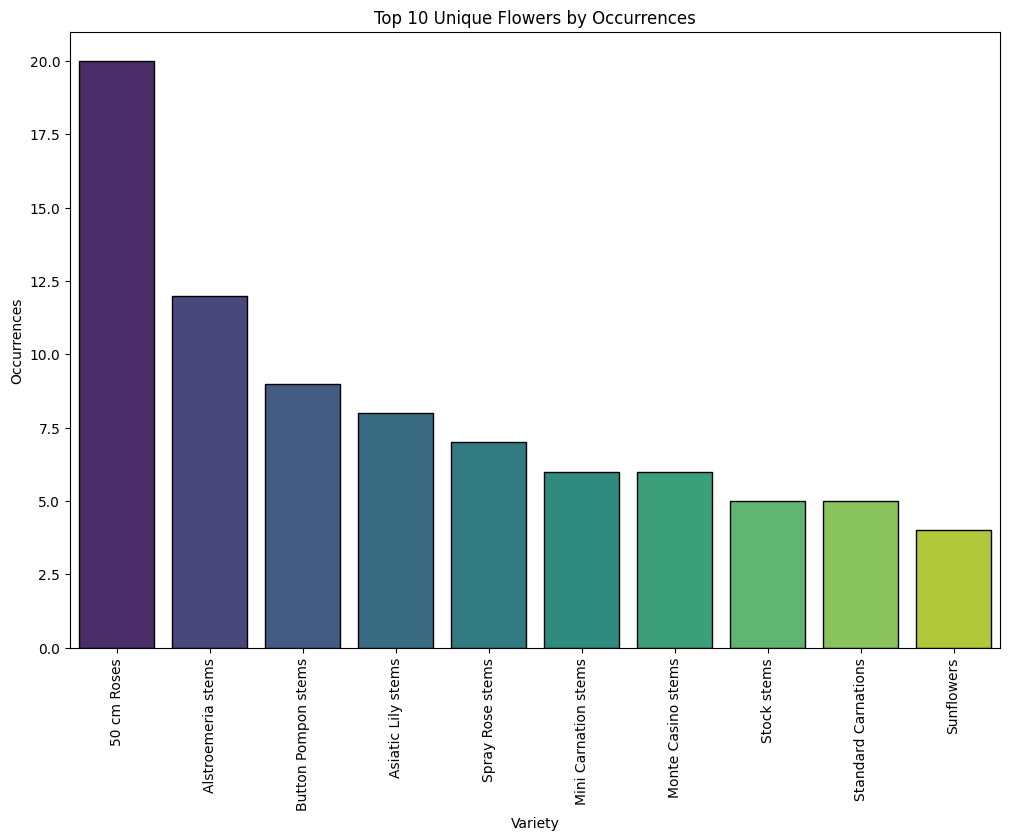 Top 10 Unique Flowers by Occurrences
Occurrences
20.0
17.5
15.0
12.5
10.0
7.5
5.0
2.5
0.0
50 cm Roses
Alstroemeria stems
Button Pompon stems
Asiatic Lily stems
Spray Rose stems
Mini Carnation stems
Monte Casino stems
Stock stems
Standard Carnations
Sunflowers
Variety